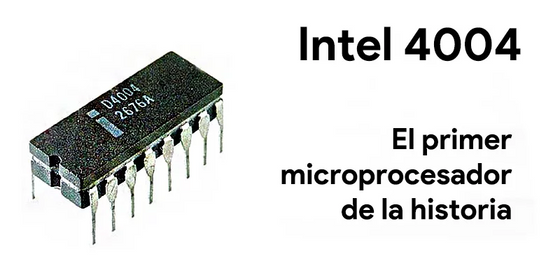 Intel 4004
D4004
2676A
El primer
microprocesador
de la historia